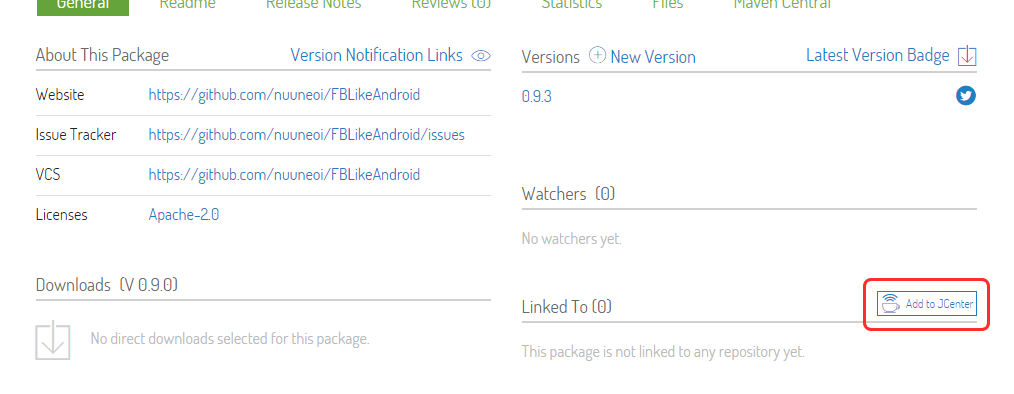 General Readme Release Notes Reviews (0) Statistics Files Maven Central
About This Package Version Notification Links
Website https://github.com/nuuneoi/FBLikeAndroid
Issue Tracker https://github.com/nuuneoi/FBLikeAndroid/issues
VCS https://github.com/nuuneoi/FBLikeAndroid
Licenses Apache-2.0
Downloads (V 0.9.0)
No direct downloads selected for this package.
Versions New Version Latest Version Badge
0.9.3
Watchers (0)
No watchers yet.
Linked To (0) Add to JCenter
This package is not linked to any repository yet.